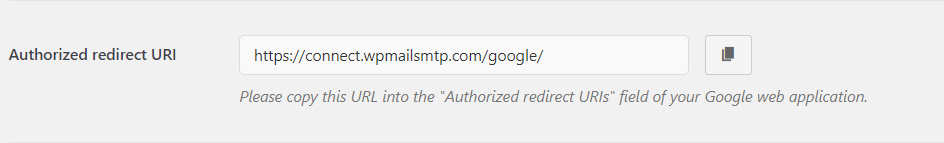 Authorized redirect URI
https://connect.wpmailsmtp.com/google/
Please copy this URL into the "Authorized redirect URIs" field of your Google web application.